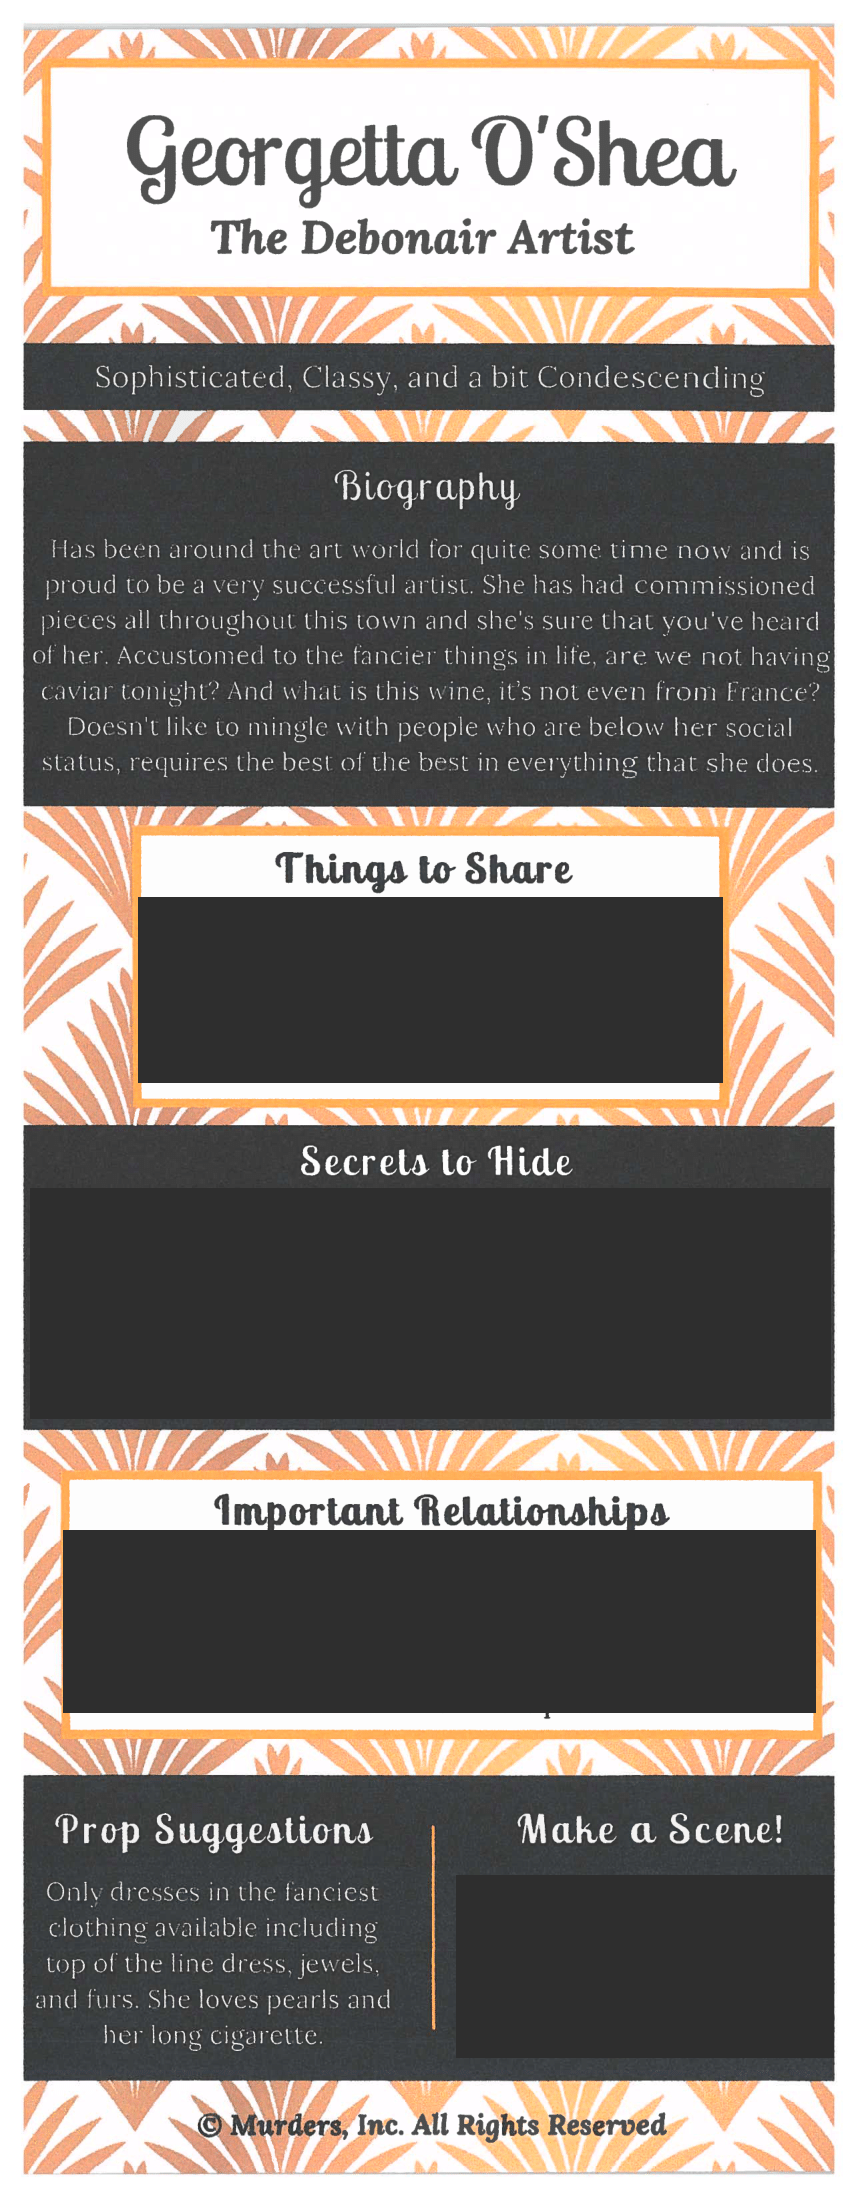 Georgetta O'Shea
The Debonair Artist
Sophisticated, Classy, and a bit Condescending
Biography
Has been around the art world for quite some time now and is
proud to be a very successful artist. She has had commissioned
pieces all throughout this town and she's sure that you've heard
of her. Accustomed to the fancier things in life, are we not having
caviar tonight? And what is this wine, it's not even from France?
Doesn't like to mingle with people who are below her social
status, requires the best of the best in everything that she does.
Things to Share
Secrets to Hide
Important Relationships
Prop Suggestions
Only dresses in the fanciest
clothing available including
top of the line dress, jewels,
and furs. She loves pearls and
her long cigarette.
Make a Scene!
© Murders, Inc. All Rights Reserved